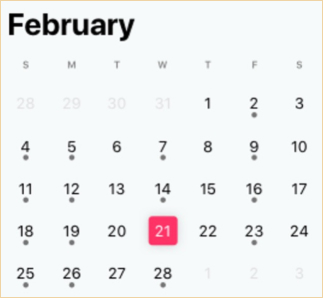 February
S M T W T F S
28 29 30 31 1 2 3
4 5 6 7 8 9 10
11 12 13 14 15 16 17
18 19 20 21 22 23 24
25 26 27 28 1 2 3